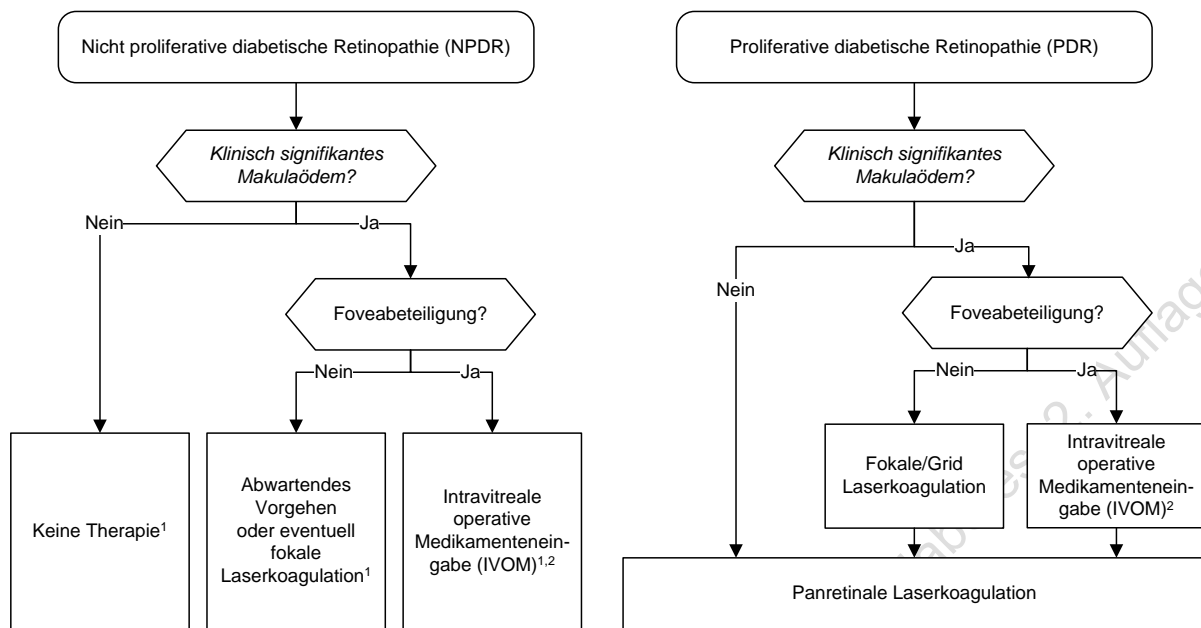 Nicht proliferative diabetische Retinopathie (NPDR)
Klinisch signifikantes
Makulaödem?
Nein
Ja
Foveabeteiligung?
Nein
Ja
Keine Therapie¹
Abwartendes
Vorgehen
oder eventuell
fokale
Laserkoagulation¹
Intravitreale
operative
Medikamentenein-
gabe (IVOM)¹,²
Proliferative diabetische Retinopathie (PDR)
Klinisch signifikantes
Makulaödem?
Nein
Ja
Foveabeteiligung?
Nein
Ja
Fokale/Grid
Laserkoagulation
Intravitreale
operative
Medikamentenein-
gabe (IVOM)²
Panretinale Laserkoagulation
2. Auflage